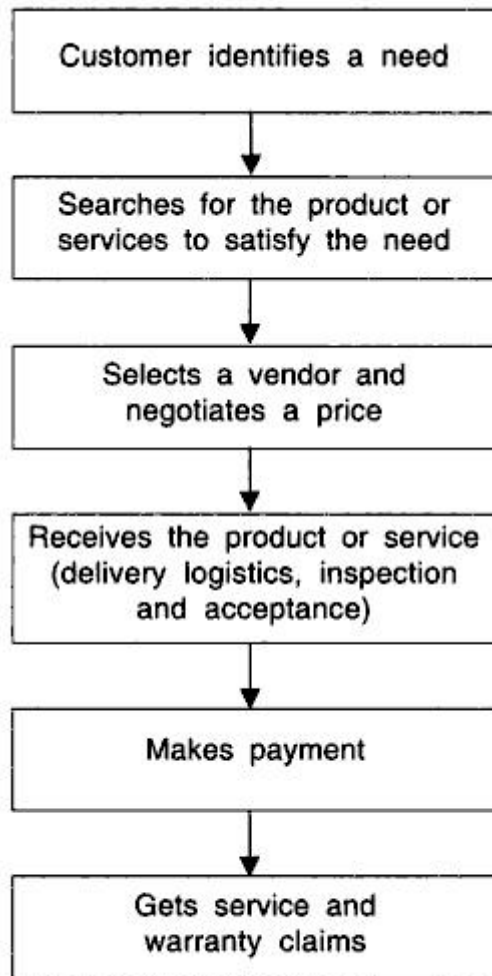 Customer identifies a need
Searches for the product or
services to satisfy the need
Selects a vendor and
negotiates a price
Receives the product or service
(delivery logistics, inspection
and acceptance)
Makes payment
Gets service and
warranty claims